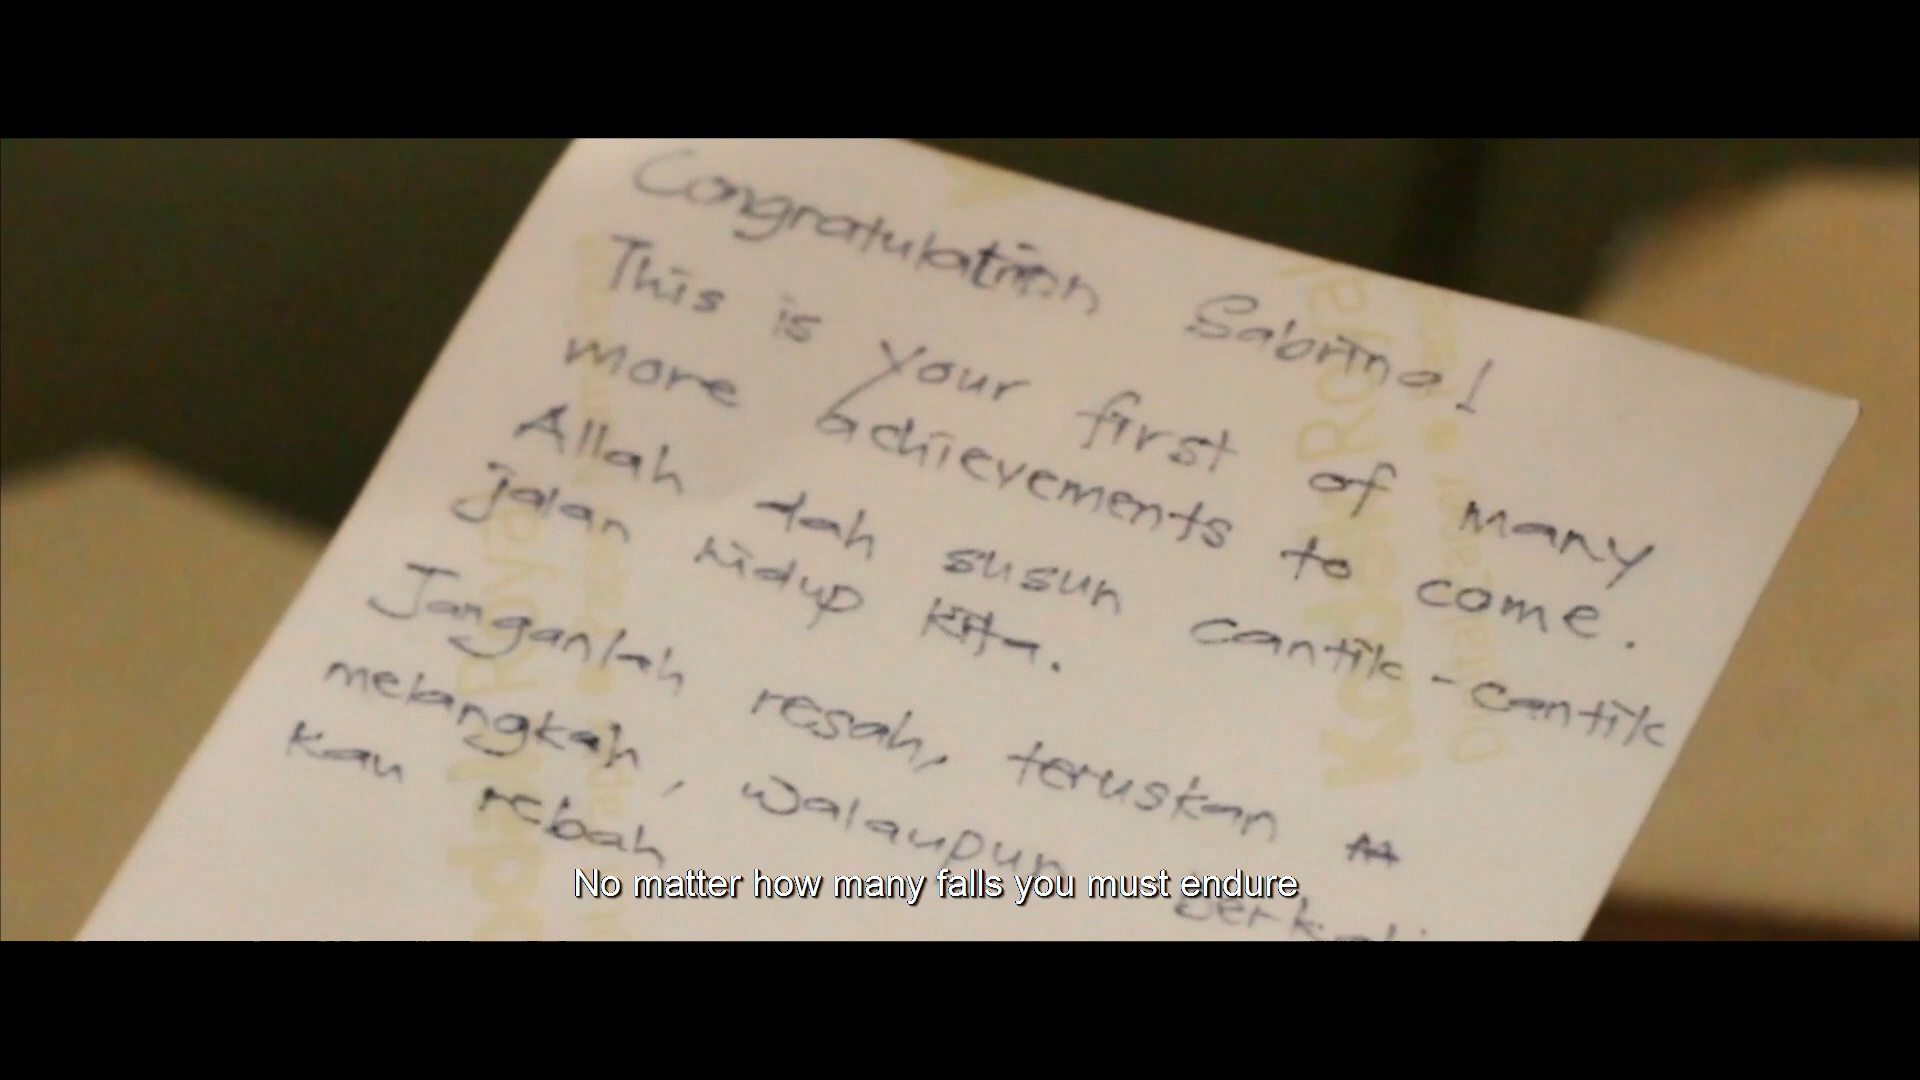 Congratulation Sabrina!
This is your first of many
more achievements to come.
Allah dah susun cantik-cantik
jalan hidup kita.
Janganlah resah, teruskan
melangkah, walaupun
kau rebah
No matter how many falls you must endure